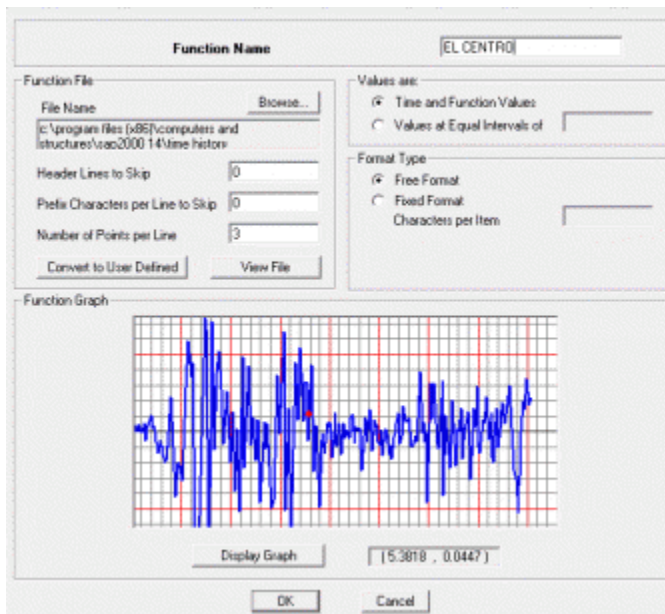 Function Name EL CENTRO
Function File
File Name Browse...
c:\program files (x86)\computers and
structures\sap2000 14\time history
Header Lines to Skip 0
Prefix Characters per Line to Skip 0
Number of Points per Line 3
Convert to User Defined View File
Values are:
Time and Function Values
Values at Equal Intervals of
Format Type
Free Format
Fixed Format
Characters per Item
Function Graph
Display Graph (5.3818 , 0.0447)
OK Cancel